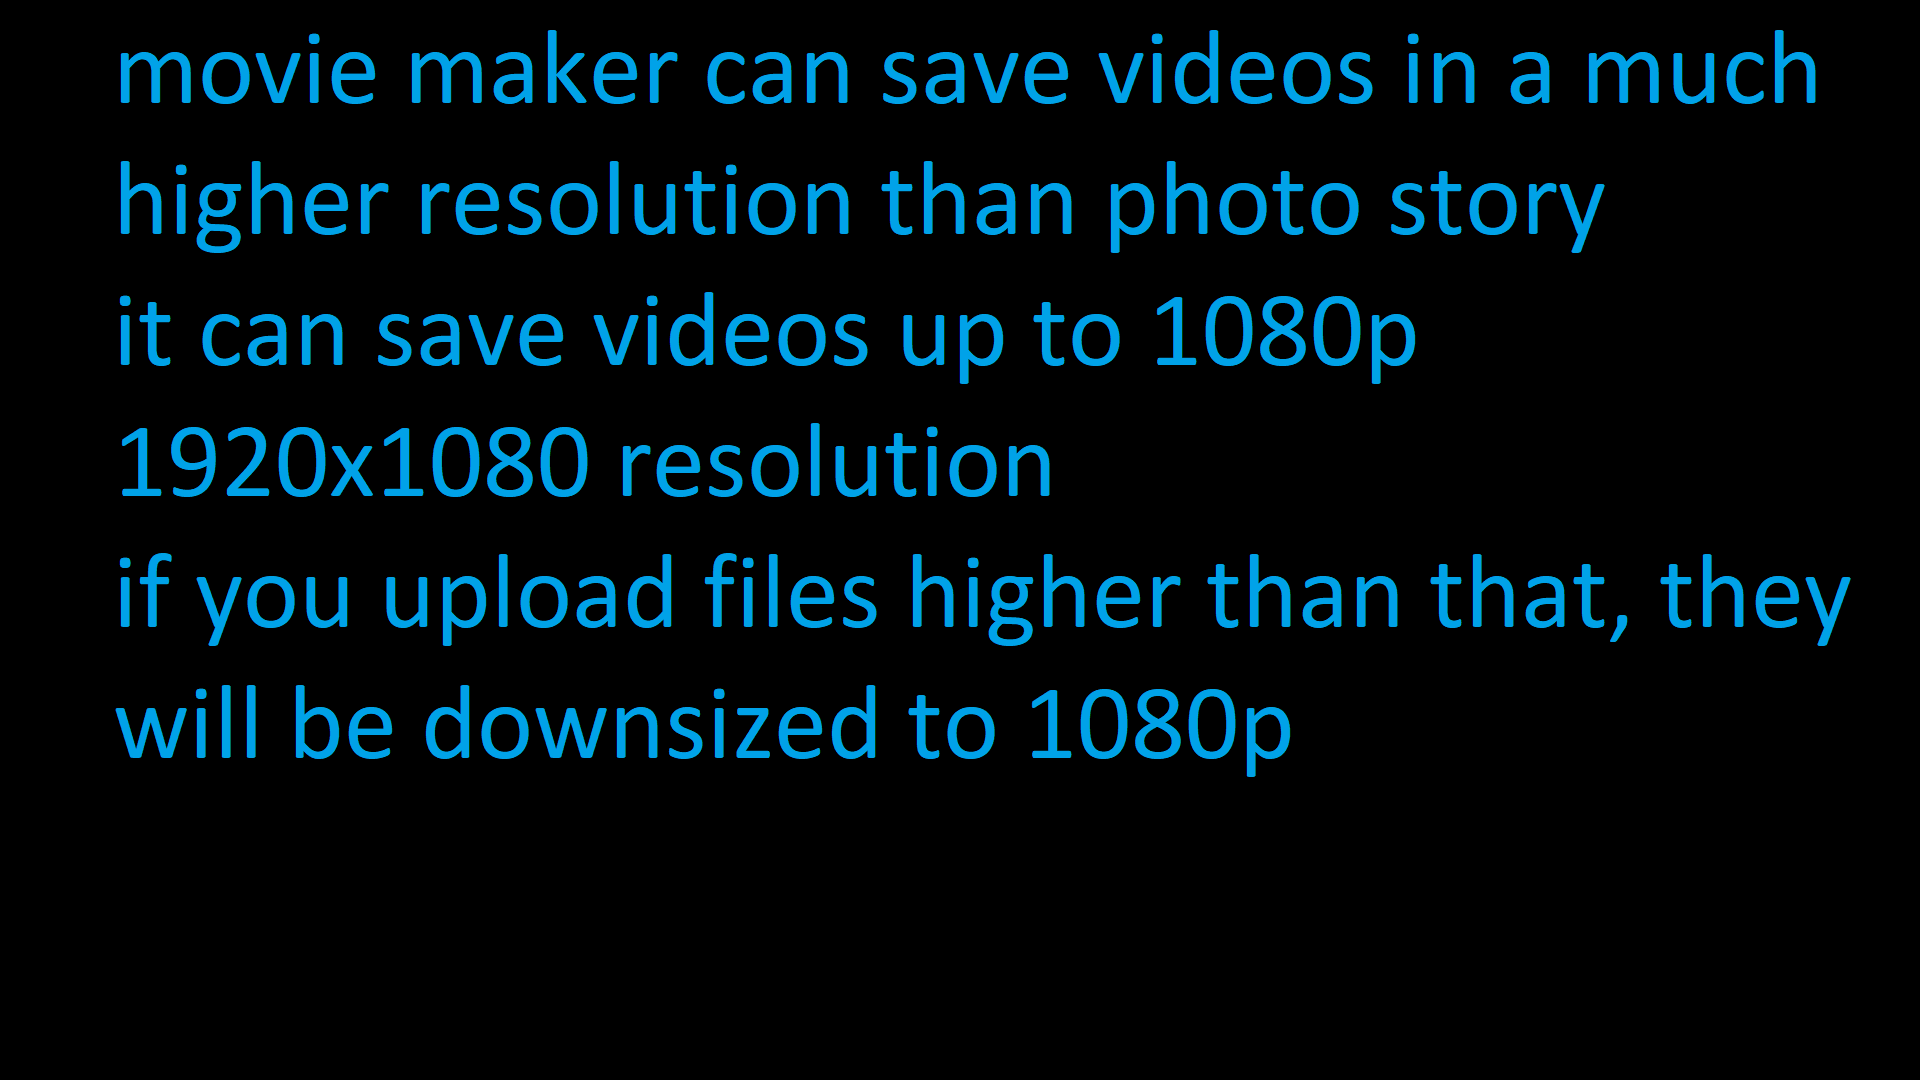 movie maker can save videos in a much
higher resolution than photo story
it can save videos up to 1080p
1920x1080 resolution
if you upload files higher than that, they
will be downsized to 1080p